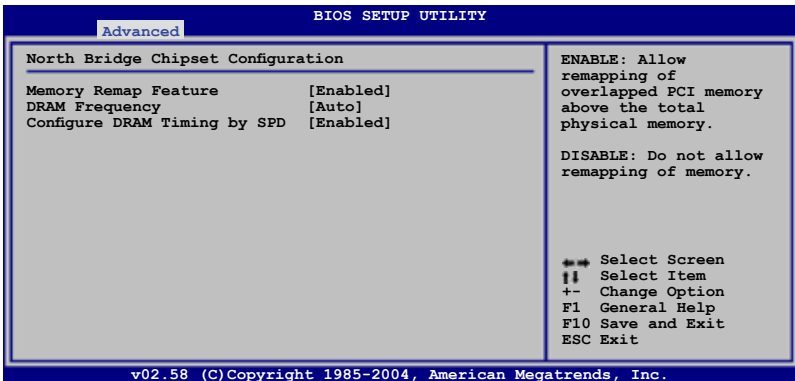 BIOS SETUP UTILITY
Advanced
North Bridge Chipset Configuration
Memory Remap Feature [Enabled]
DRAM Frequency [Auto]
Configure DRAM Timing by SPD [Enabled]
ENABLE: Allow
remapping of
overlapped PCI memory
above the total
physical memory.
DISABLE: Do not allow
remapping of memory.
←→ Select Screen
↑↓ Select Item
+- Change Option
F1 General Help
F10 Save and Exit
ESC Exit
v02.58 (C)Copyright 1985-2004, American Megatrends, Inc.